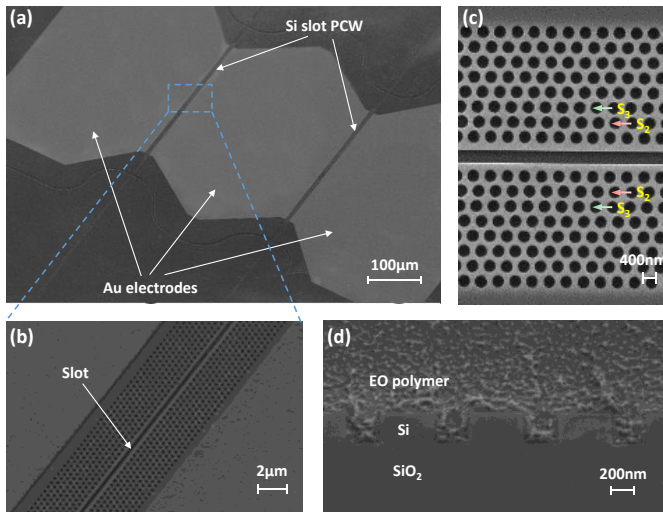 (a)
Si slot PCW
Au electrodes
100μm
(c)
S3
S2
S2
S3
400nm
(b)
Slot
2μm
(d)
EO polymer
Si
SiO₂
200nm